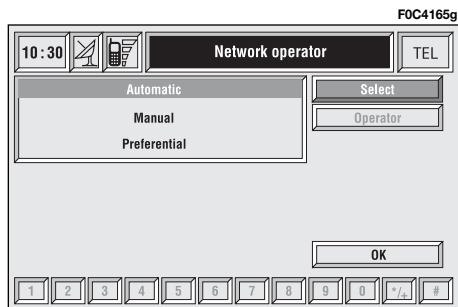 F0C4165g
10:30 Network operator TEL
Automatic Select
Manual Operator
Preferential
OK
1 2 3 4 5 6 7 8 9 0 */+ #